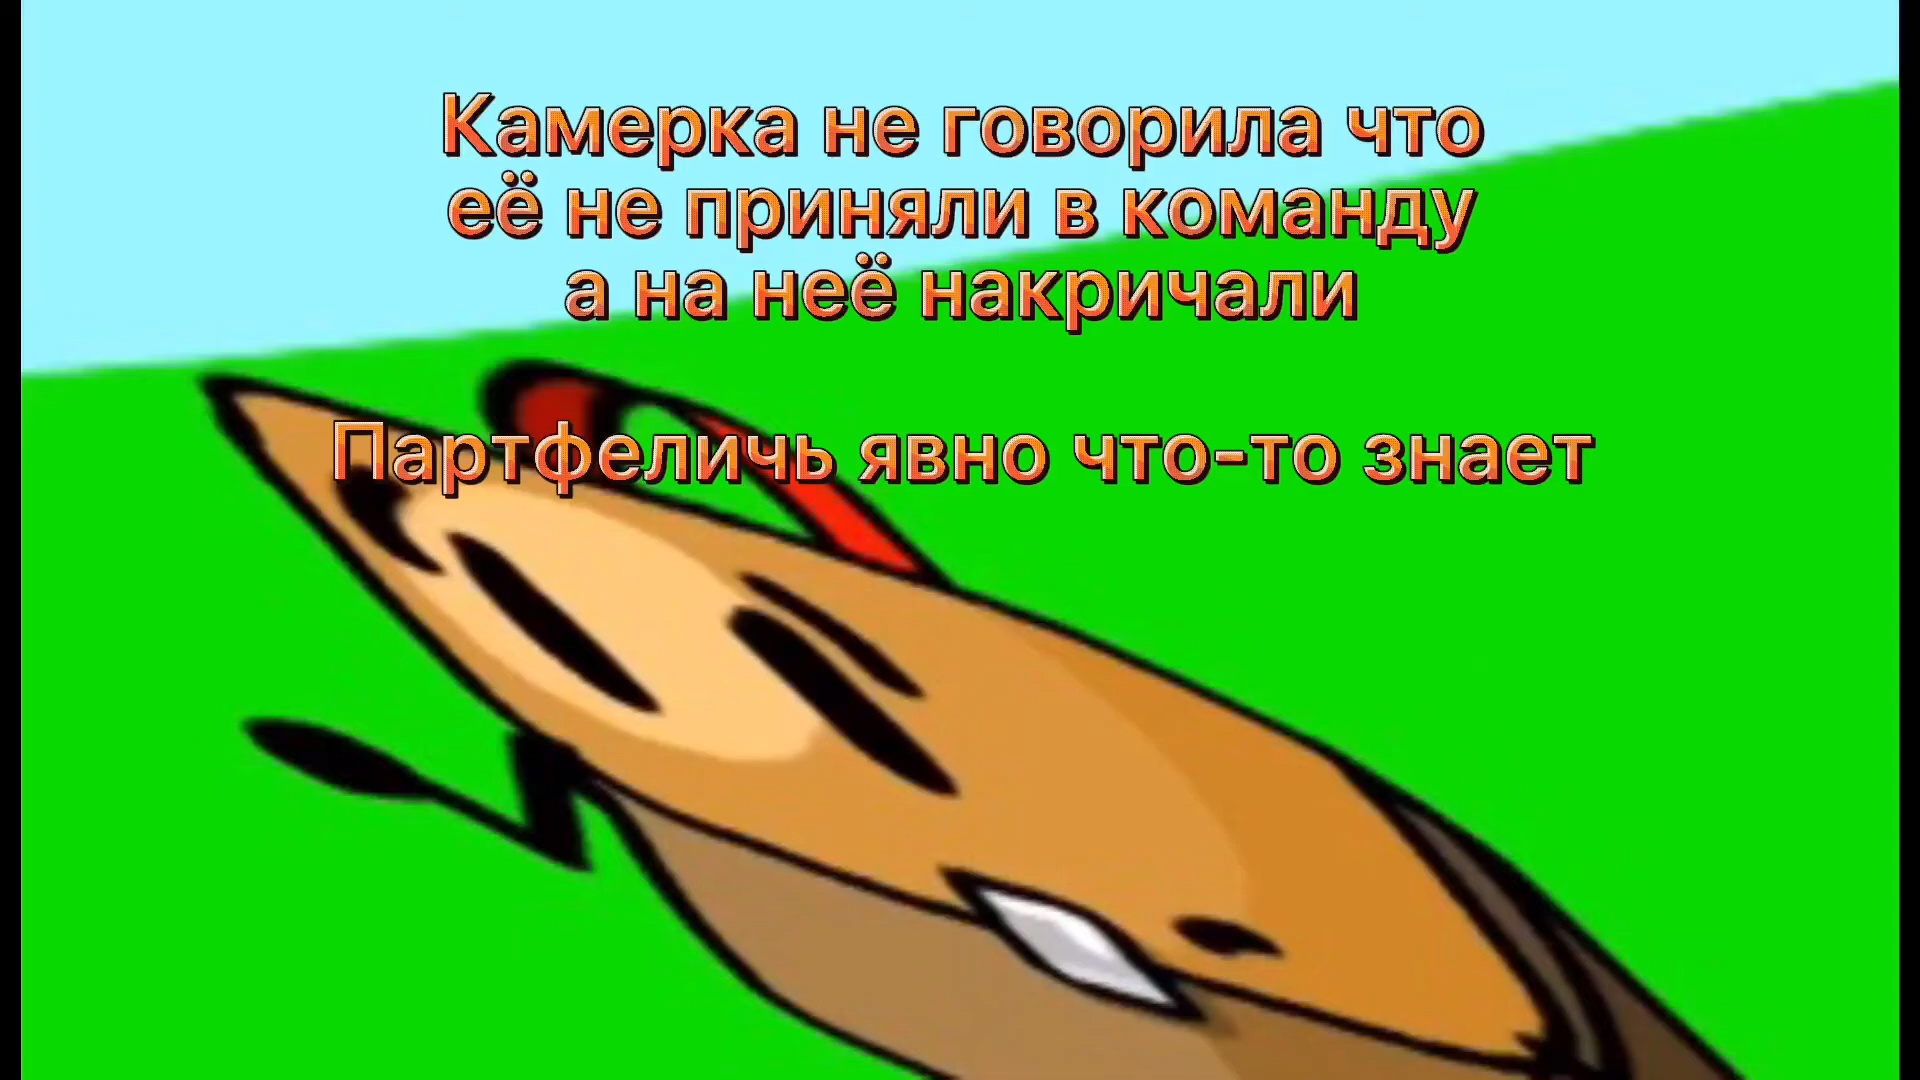 Камерка не говорила что
её не приняли в команду
а на неё накричали
Партфеличь явно что-то знает